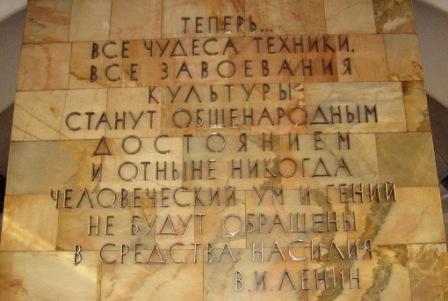 ТЕПЕРЬ...
ВСЕ ЧУДЕСА ТЕХНИКИ,
ВСЕ ЗАВОЕВАНИЯ
КУЛЬТУРЫ
СТАНУТ ОБЩЕНАРОДНЫМ
ДОСТОЯНИЕМ
И ОТНЫНЕ НИКОГДА
ЧЕЛОВЕЧЕСКИЙ УМ И ГЕНИЙ
НЕ БУДУТ ОБРАЩЕНЫ
В СРЕДСТВА НАСИЛИЯ
В.И.ЛЕНИН